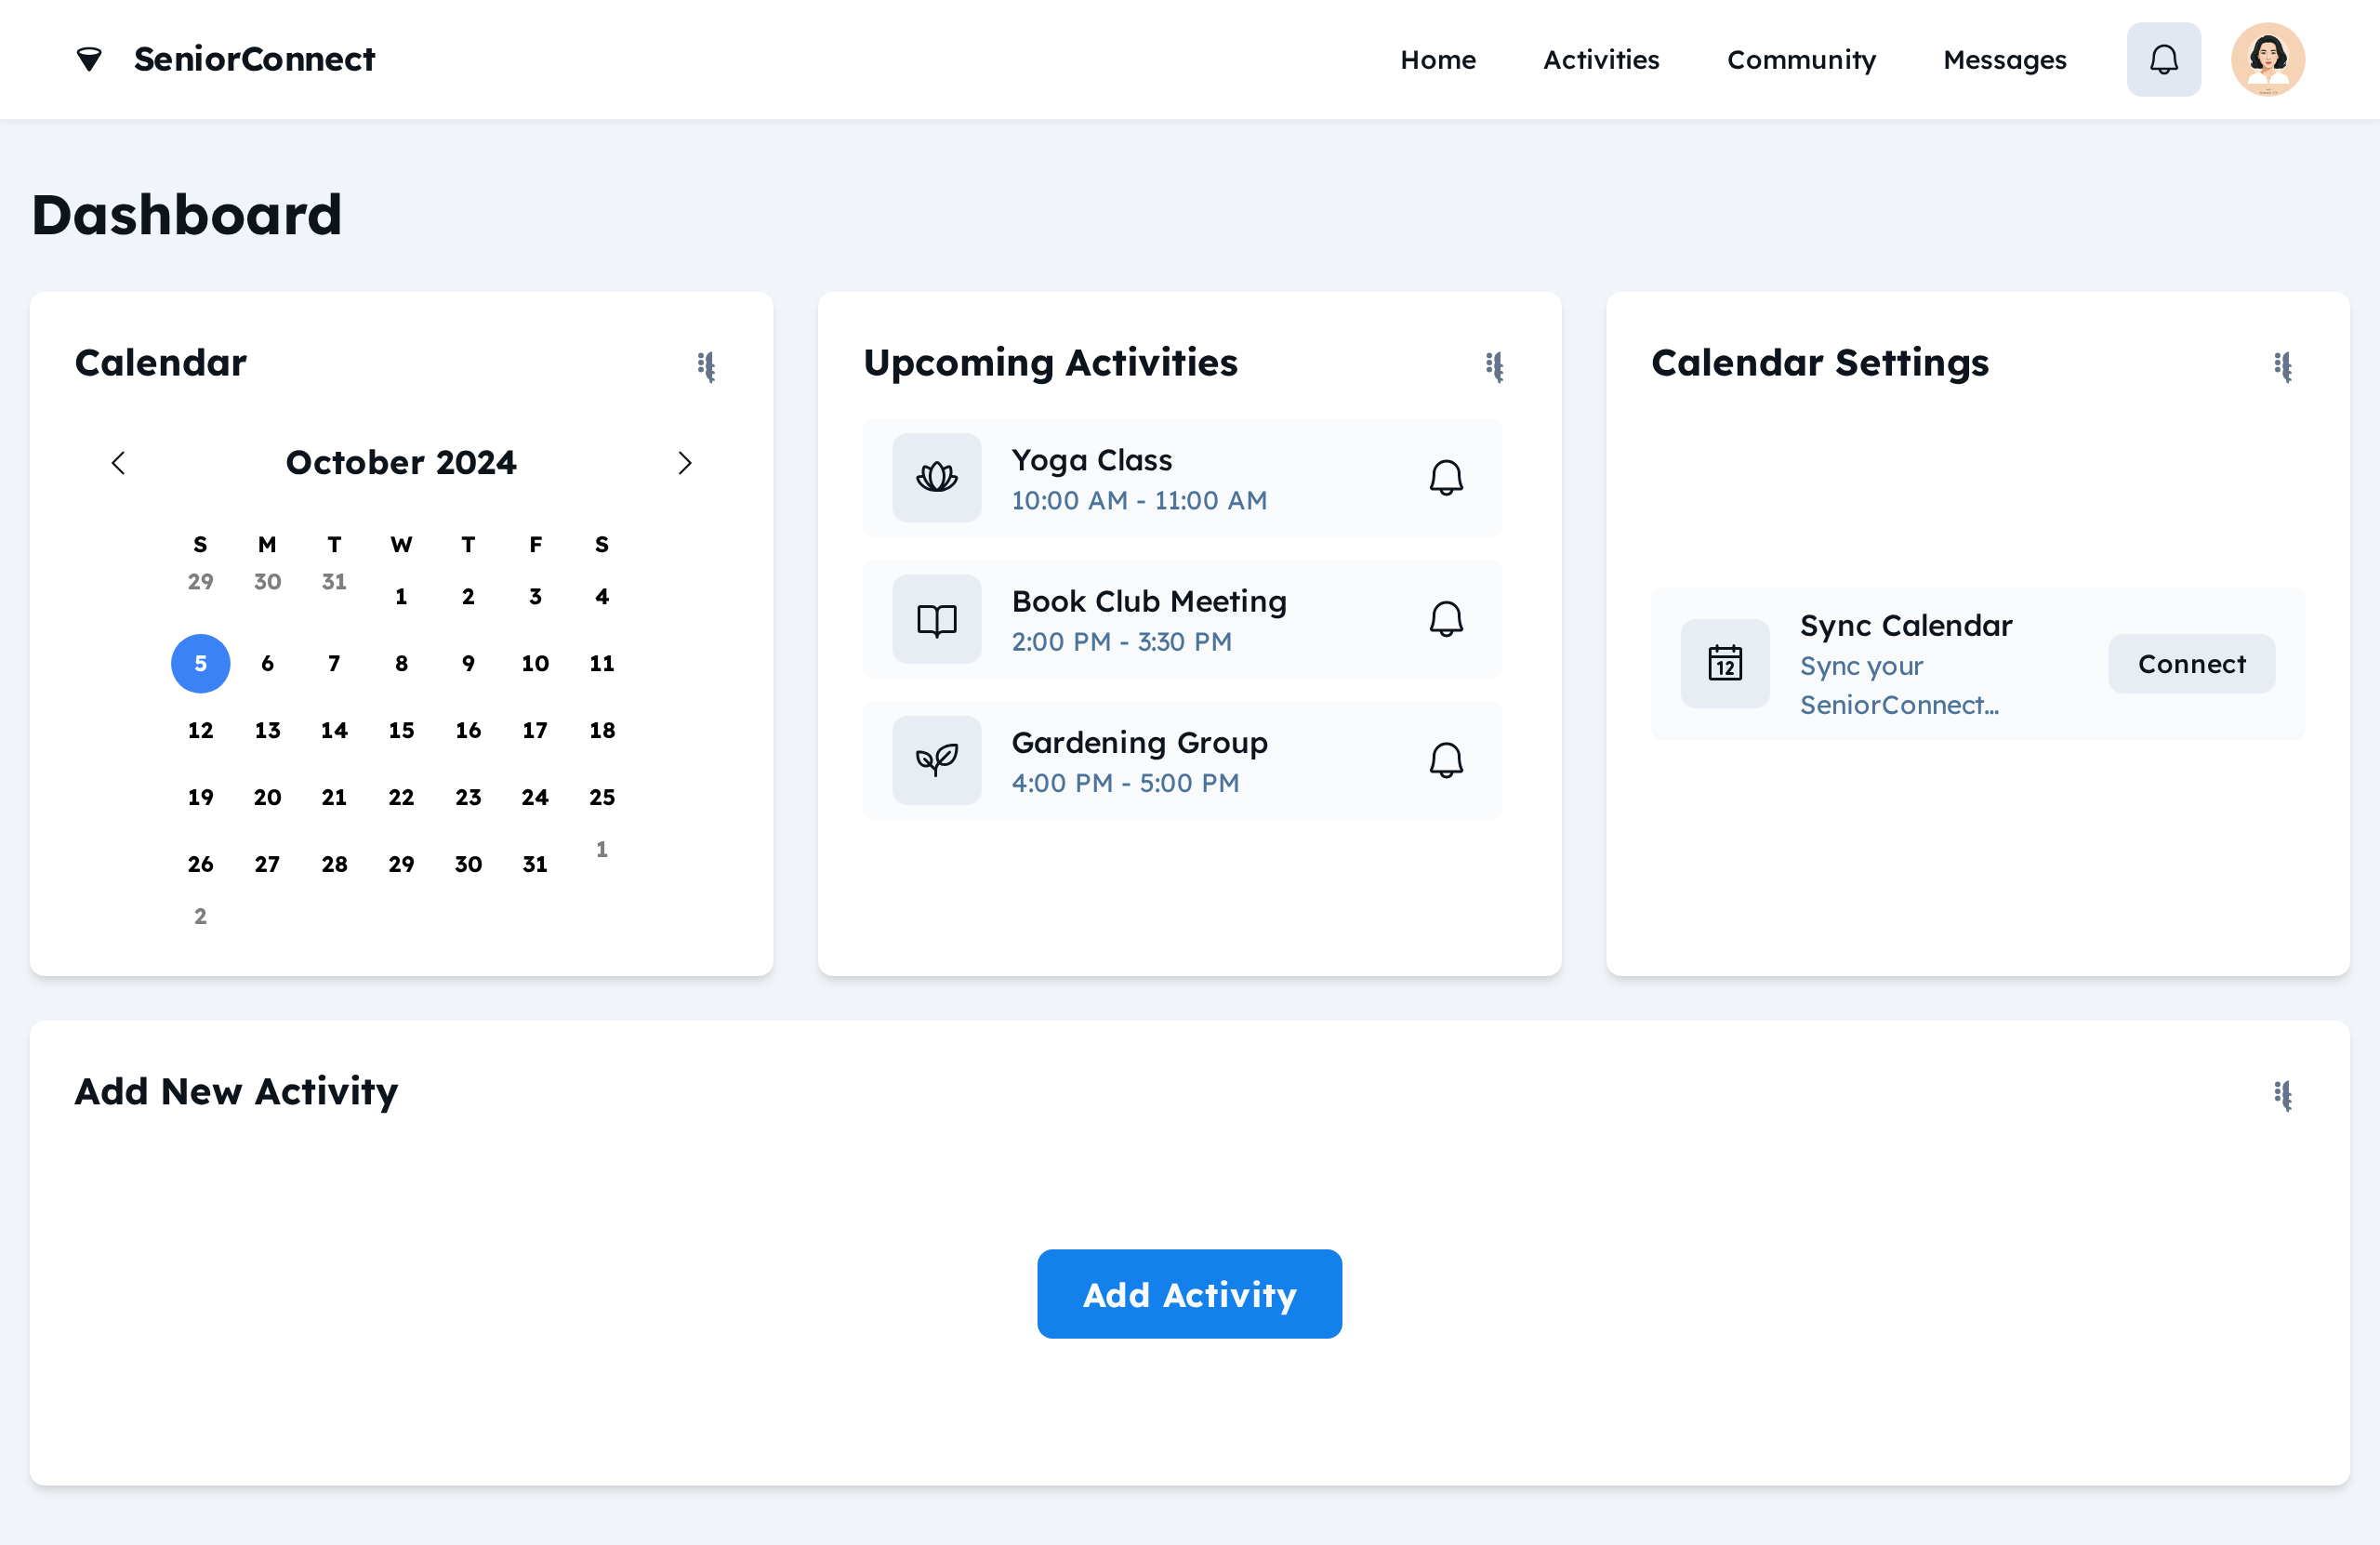 SeniorConnect
Home
Activities
Community
Messages
Dashboard
Calendar
October 2024
S M T W T F S
29 30 31 1 2 3 4
5 6 7 8 9 10 11
12 13 14 15 16 17 18
19 20 21 22 23 24 25
26 27 28 29 30 31 1
2
Upcoming Activities
Yoga Class
10:00 AM - 11:00 AM
Book Club Meeting
2:00 PM - 3:30 PM
Gardening Group
4:00 PM - 5:00 PM
Calendar Settings
12
Sync Calendar
Sync your
SeniorConnect...
Connect
Add New Activity
Add Activity